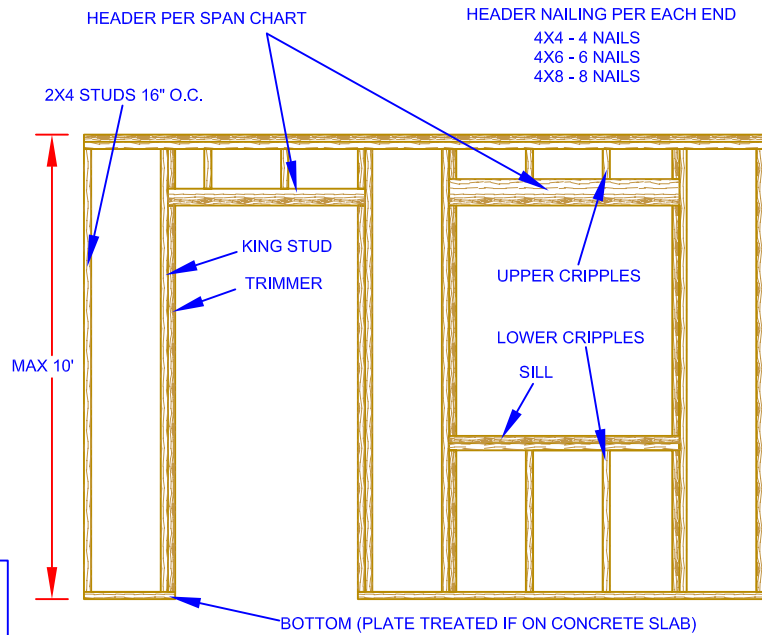 HEADER PER SPAN CHART
HEADER NAILING PER EACH END
4X4 - 4 NAILS
4X6 - 6 NAILS
4X8 - 8 NAILS
2X4 STUDS 16" O.C.
KING STUD
TRIMMER
UPPER CRIPPLES
LOWER CRIPPLES
MAX 10'
SILL
BOTTOM (PLATE TREATED IF ON CONCRETE SLAB)